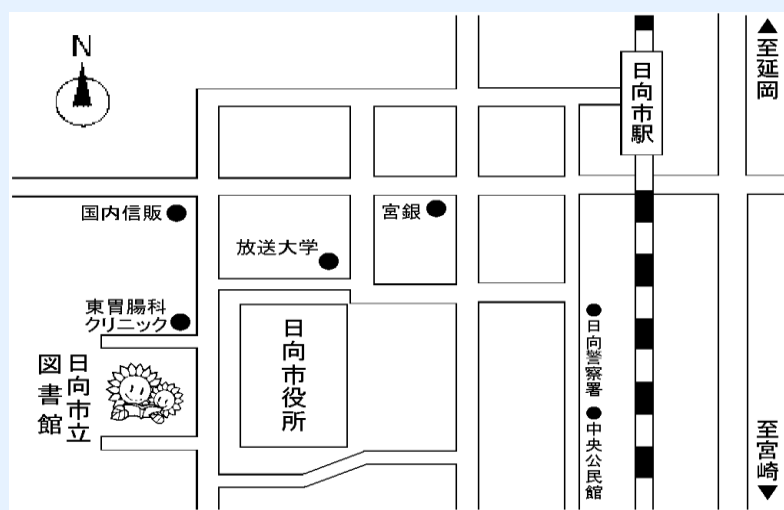 N
▲至延岡
日向市駅
国内信販
宮銀
放送大学
東胃腸科
クリニック
日向市立
図書館
日向市役所
日向警察署
中央公民館
至宮崎▼